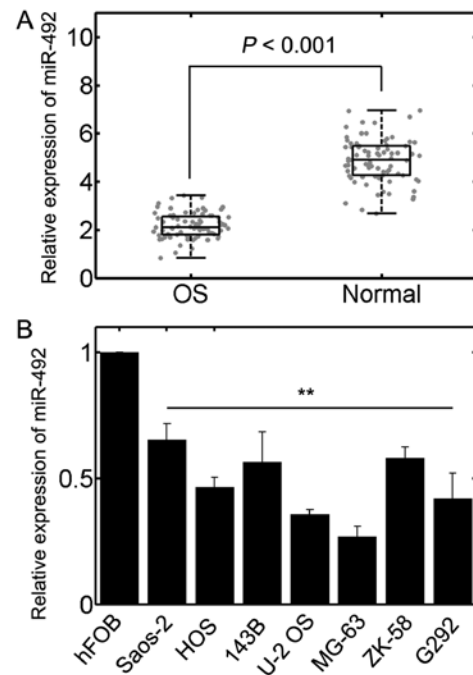 A
Relative expression of miR-492
10
8
6
4
2
0
P < 0.001
OS Normal
B
Relative expression of miR-492
1
0.5
0
**
hFOB Saos-2 HOS 143B U-2 OS MG-63 ZK-58 G292